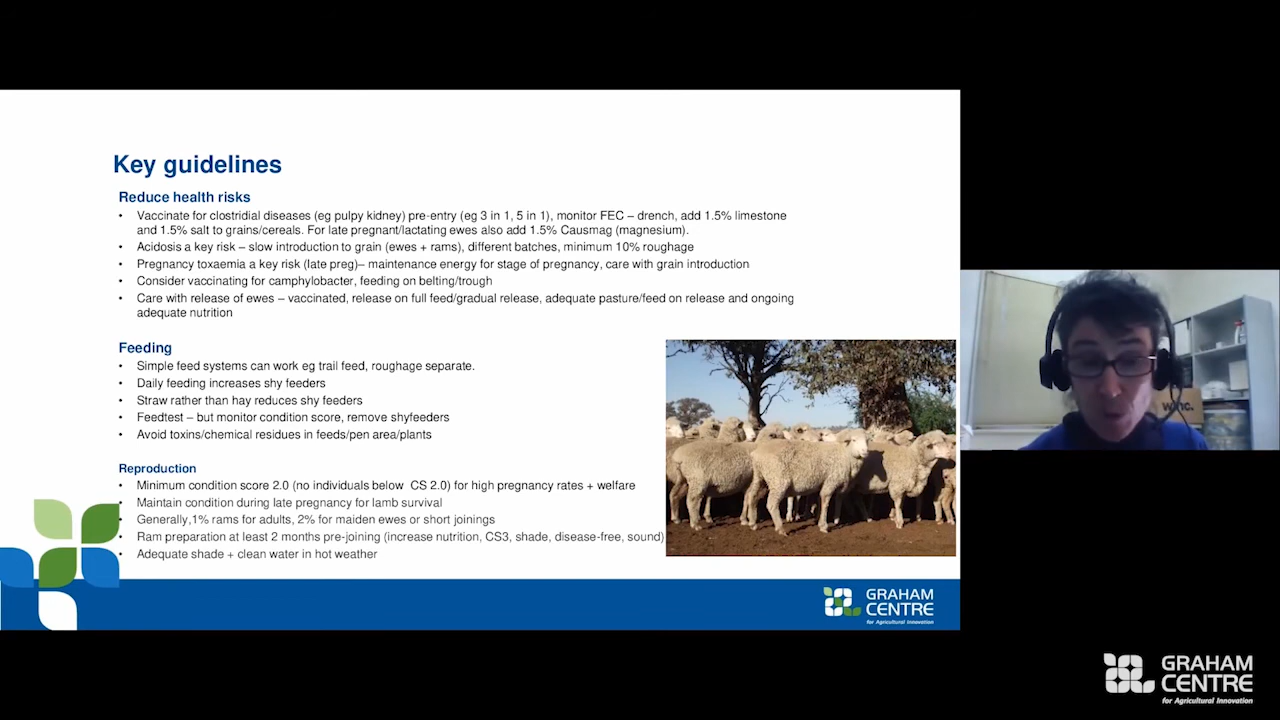 Key guidelines
Reduce health risks
• Vaccinate for clostridial diseases (eg pulpy kidney) pre-entry (eg 3 in 1, 5 in 1), monitor FEC – drench, add 1.5% limestone
and 1.5% salt to grains/cereals. For late pregnant/lactating ewes also add 1.5% Causmag (magnesium).
• Acidosis a key risk – slow introduction to grain (ewes + rams), different batches, minimum 10% roughage
• Pregnancy toxaemia a key risk (late preg)– maintenance energy for stage of pregnancy, care with grain introduction
• Consider vaccinating for camphylobacter, feeding on belting/trough
• Care with release of ewes – vaccinated, release on full feed/gradual release, adequate pasture/feed on release and ongoing
adequate nutrition
Feeding
• Simple feed systems can work eg trail feed, roughage separate.
• Daily feeding increases shy feeders
• Straw rather than hay reduces shy feeders
• Feedtest – but monitor condition score, remove shyfeeders
• Avoid toxins/chemical residues in feeds/pen area/plants
Reproduction
• Minimum condition score 2.0 (no individuals below CS 2.0) for high pregnancy rates + welfare
• Maintain condition during late pregnancy for lamb survival
• Generally,1% rams for adults, 2% for maiden ewes or short joinings
• Ram preparation at least 2 months pre-joining (increase nutrition, CS3, shade, disease-free, sound)
• Adequate shade + clean water in hot weather
GRAHAM
CENTRE
for Agricultural Innovation
GRAHAM
CENTRE
for Agricultural Innovation